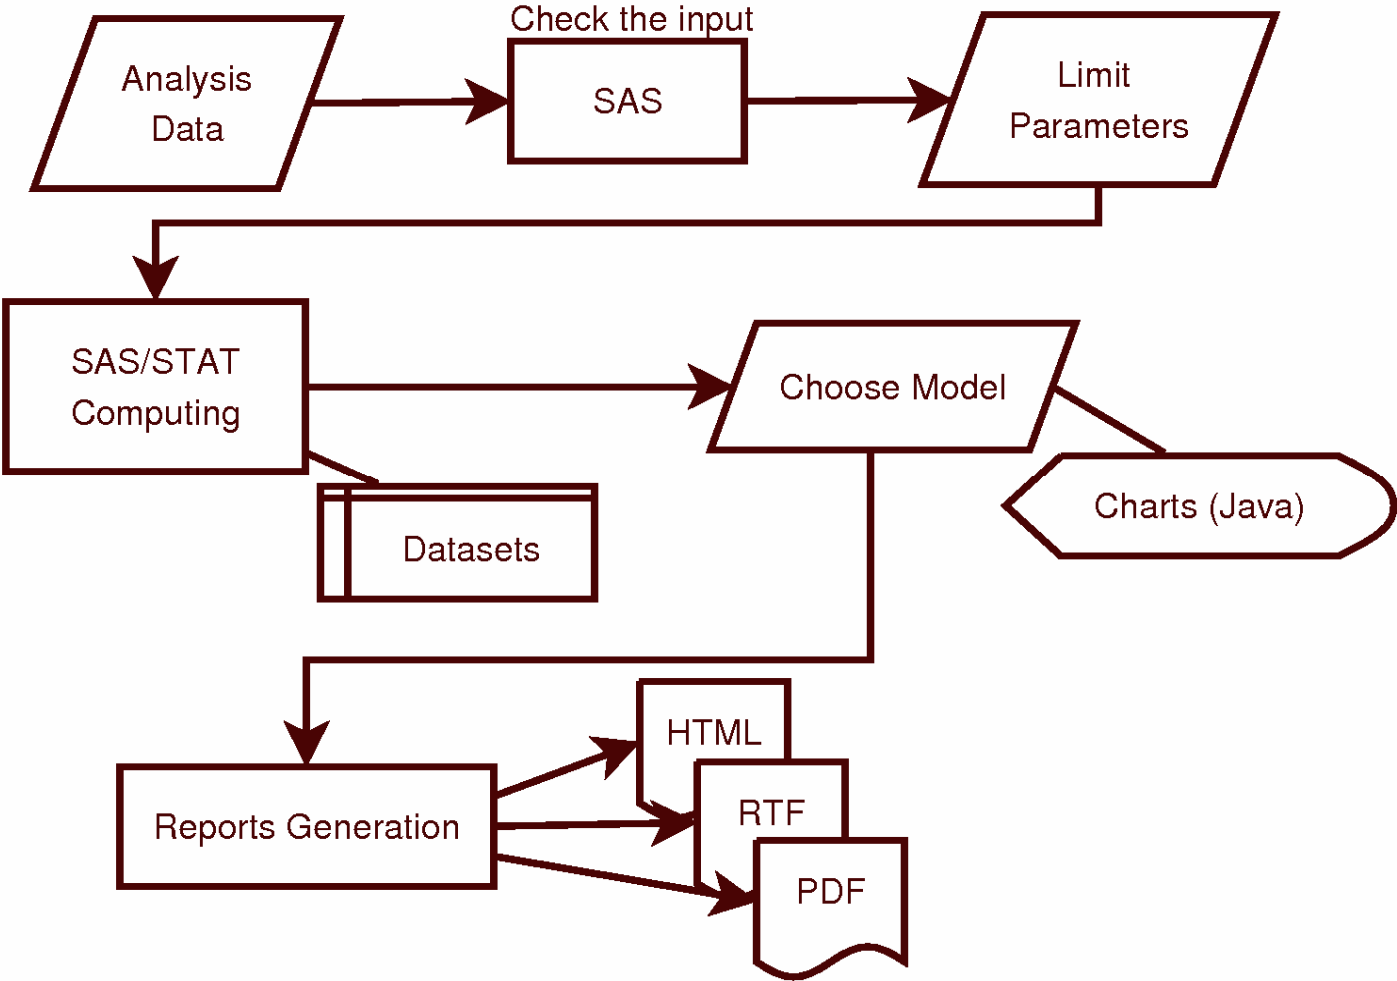 Check the input
Analysis
Data
SAS
Limit
Parameters
SAS/STAT
Computing
Choose Model
Charts (Java)
Datasets
HTML
RTF
Reports Generation
PDF